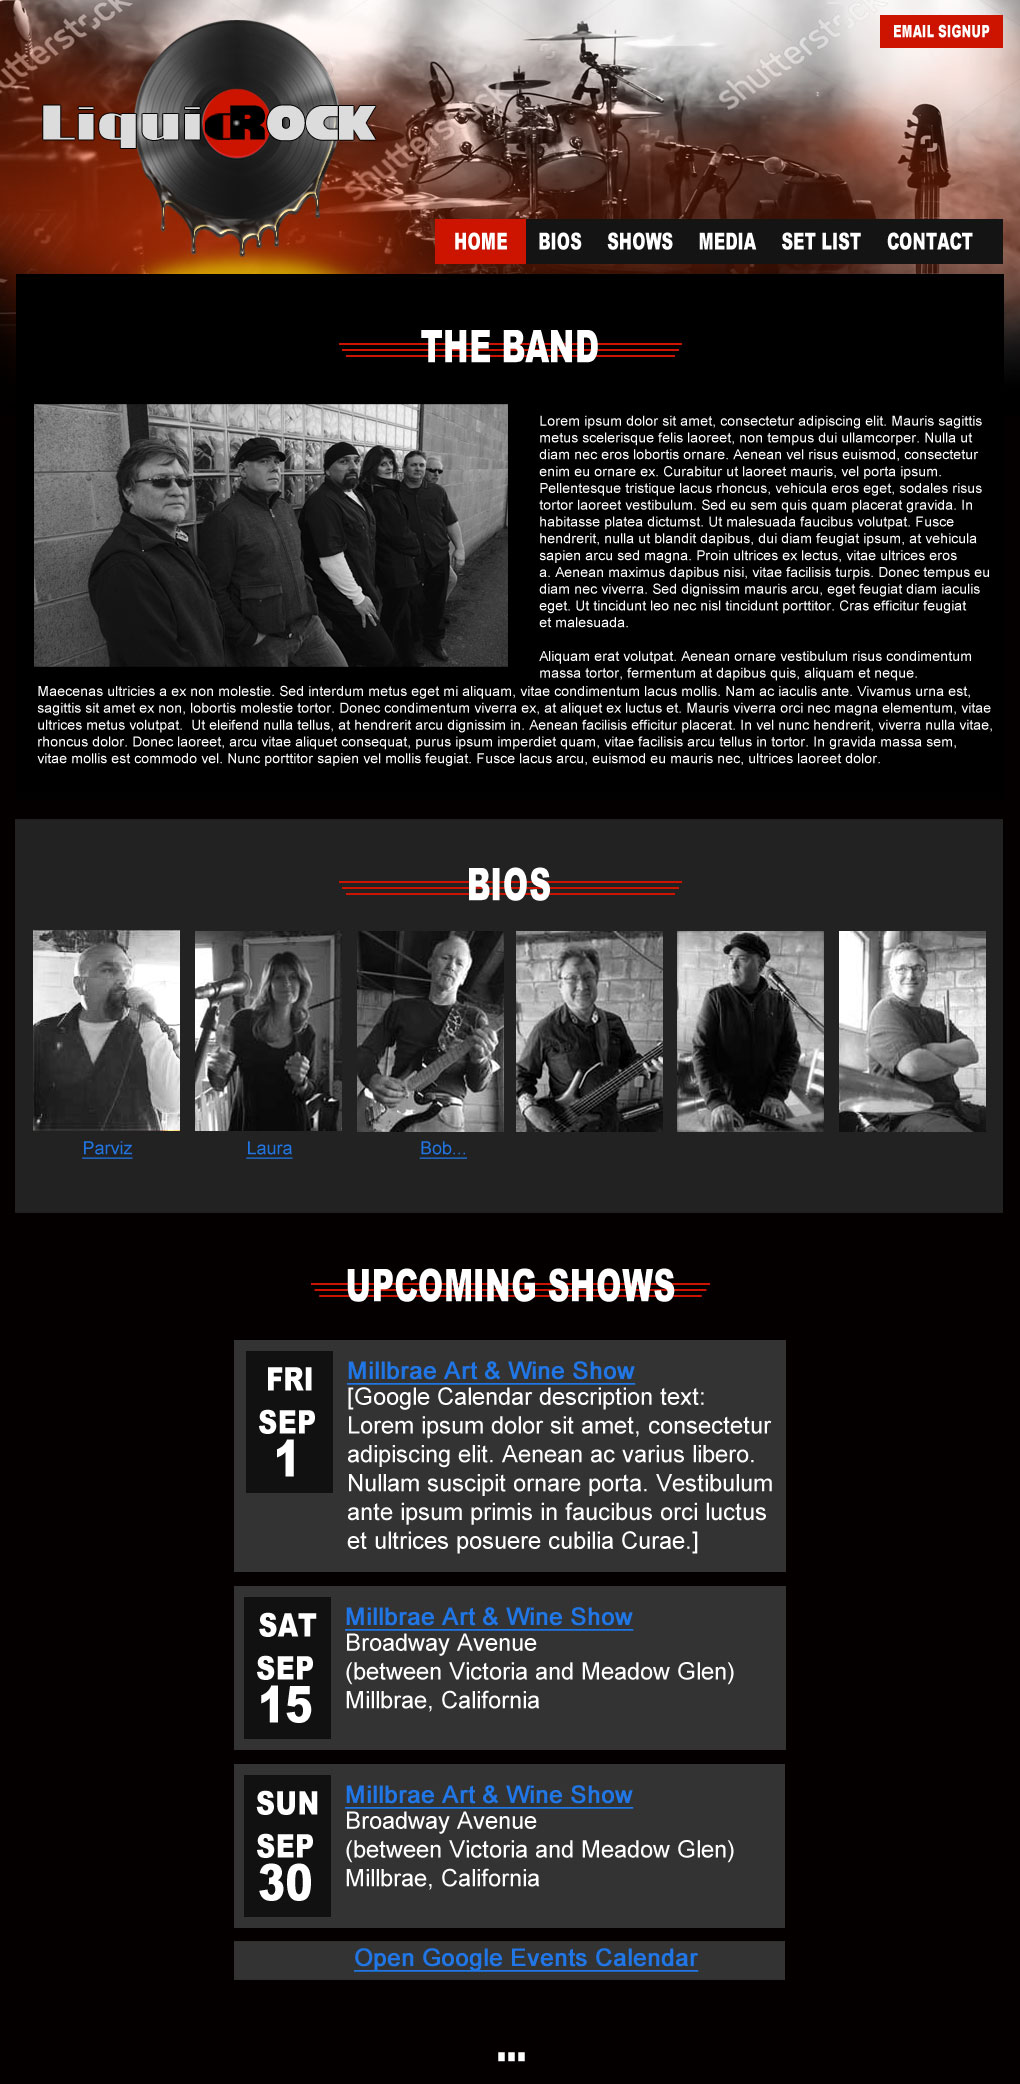 shutterstock
shutterstock
shutterstock
EMAIL SIGNUP
LiquidROCK
HOME BIOS SHOWS MEDIA SET LIST CONTACT
THE BAND
Lorem ipsum dolor sit amet, consectetur adipiscing elit. Mauris sagittis
metus scelerisque felis laoreet, non tempus dui ullamcorper. Nulla ut
diam nec eros lobortis ornare. Aenean vel risus euismod, consectetur
enim eu ornare ex. Curabitur ut laoreet mauris, vel porta ipsum.
Pellentesque tristique lacus rhoncus, vehicula eros eget, sodales risus
tortor laoreet vestibulum. Sed eu sem quis quam placerat gravida. In
habitasse platea dictumst. Ut malesuada faucibus volutpat. Fusce
hendrerit, nulla ut blandit dapibus, dui diam feugiat ipsum, at vehicula
sapien arcu sed magna. Proin ultrices ex lectus, vitae ultrices eros
a. Aenean maximus dapibus nisi, vitae facilisis turpis. Donec tempus eu
diam nec viverra. Sed dignissim mauris arcu, eget feugiat diam iaculis
eget. Ut tincidunt leo nec nisl tincidunt porttitor. Cras efficitur feugiat
et malesuada.
Aliquam erat volutpat. Aenean ornare vestibulum risus condimentum
massa tortor, fermentum at dapibus quis, aliquam et neque.
Maecenas ultricies a ex non molestie. Sed interdum metus eget mi aliquam, vitae condimentum lacus mollis. Nam ac iaculis ante. Vivamus urna est,
sagittis sit amet ex non, lobortis molestie tortor. Donec condimentum viverra ex, at aliquet ex luctus et. Mauris viverra orci nec magna elementum, vitae
ultrices metus volutpat. Ut eleifend nulla tellus, at hendrerit arcu dignissim in. Aenean facilisis efficitur placerat. In vel nunc hendrerit, viverra nulla vitae,
rhoncus dolor. Donec laoreet, arcu vitae aliquet consequat, purus ipsum imperdiet quam, vitae facilisis arcu tellus in tortor. In gravida massa sem,
vitae mollis est commodo vel. Nunc porttitor sapien vel mollis feugiat. Fusce lacus arcu, euismod eu mauris nec, ultrices laoreet dolor.
BIOS
Parviz Laura Bob...
UPCOMING SHOWS
FRI
SEP
1
Millbrae Art & Wine Show
[Google Calendar description text:
Lorem ipsum dolor sit amet, consectetur
adipiscing elit. Aenean ac varius libero.
Nullam suscipit ornare porta. Vestibulum
ante ipsum primis in faucibus orci luctus
et ultrices posuere cubilia Curae.]
SAT
SEP
15
Millbrae Art & Wine Show
Broadway Avenue
(between Victoria and Meadow Glen)
Millbrae, California
SUN
SEP
30
Millbrae Art & Wine Show
Broadway Avenue
(between Victoria and Meadow Glen)
Millbrae, California
Open Google Events Calendar
...